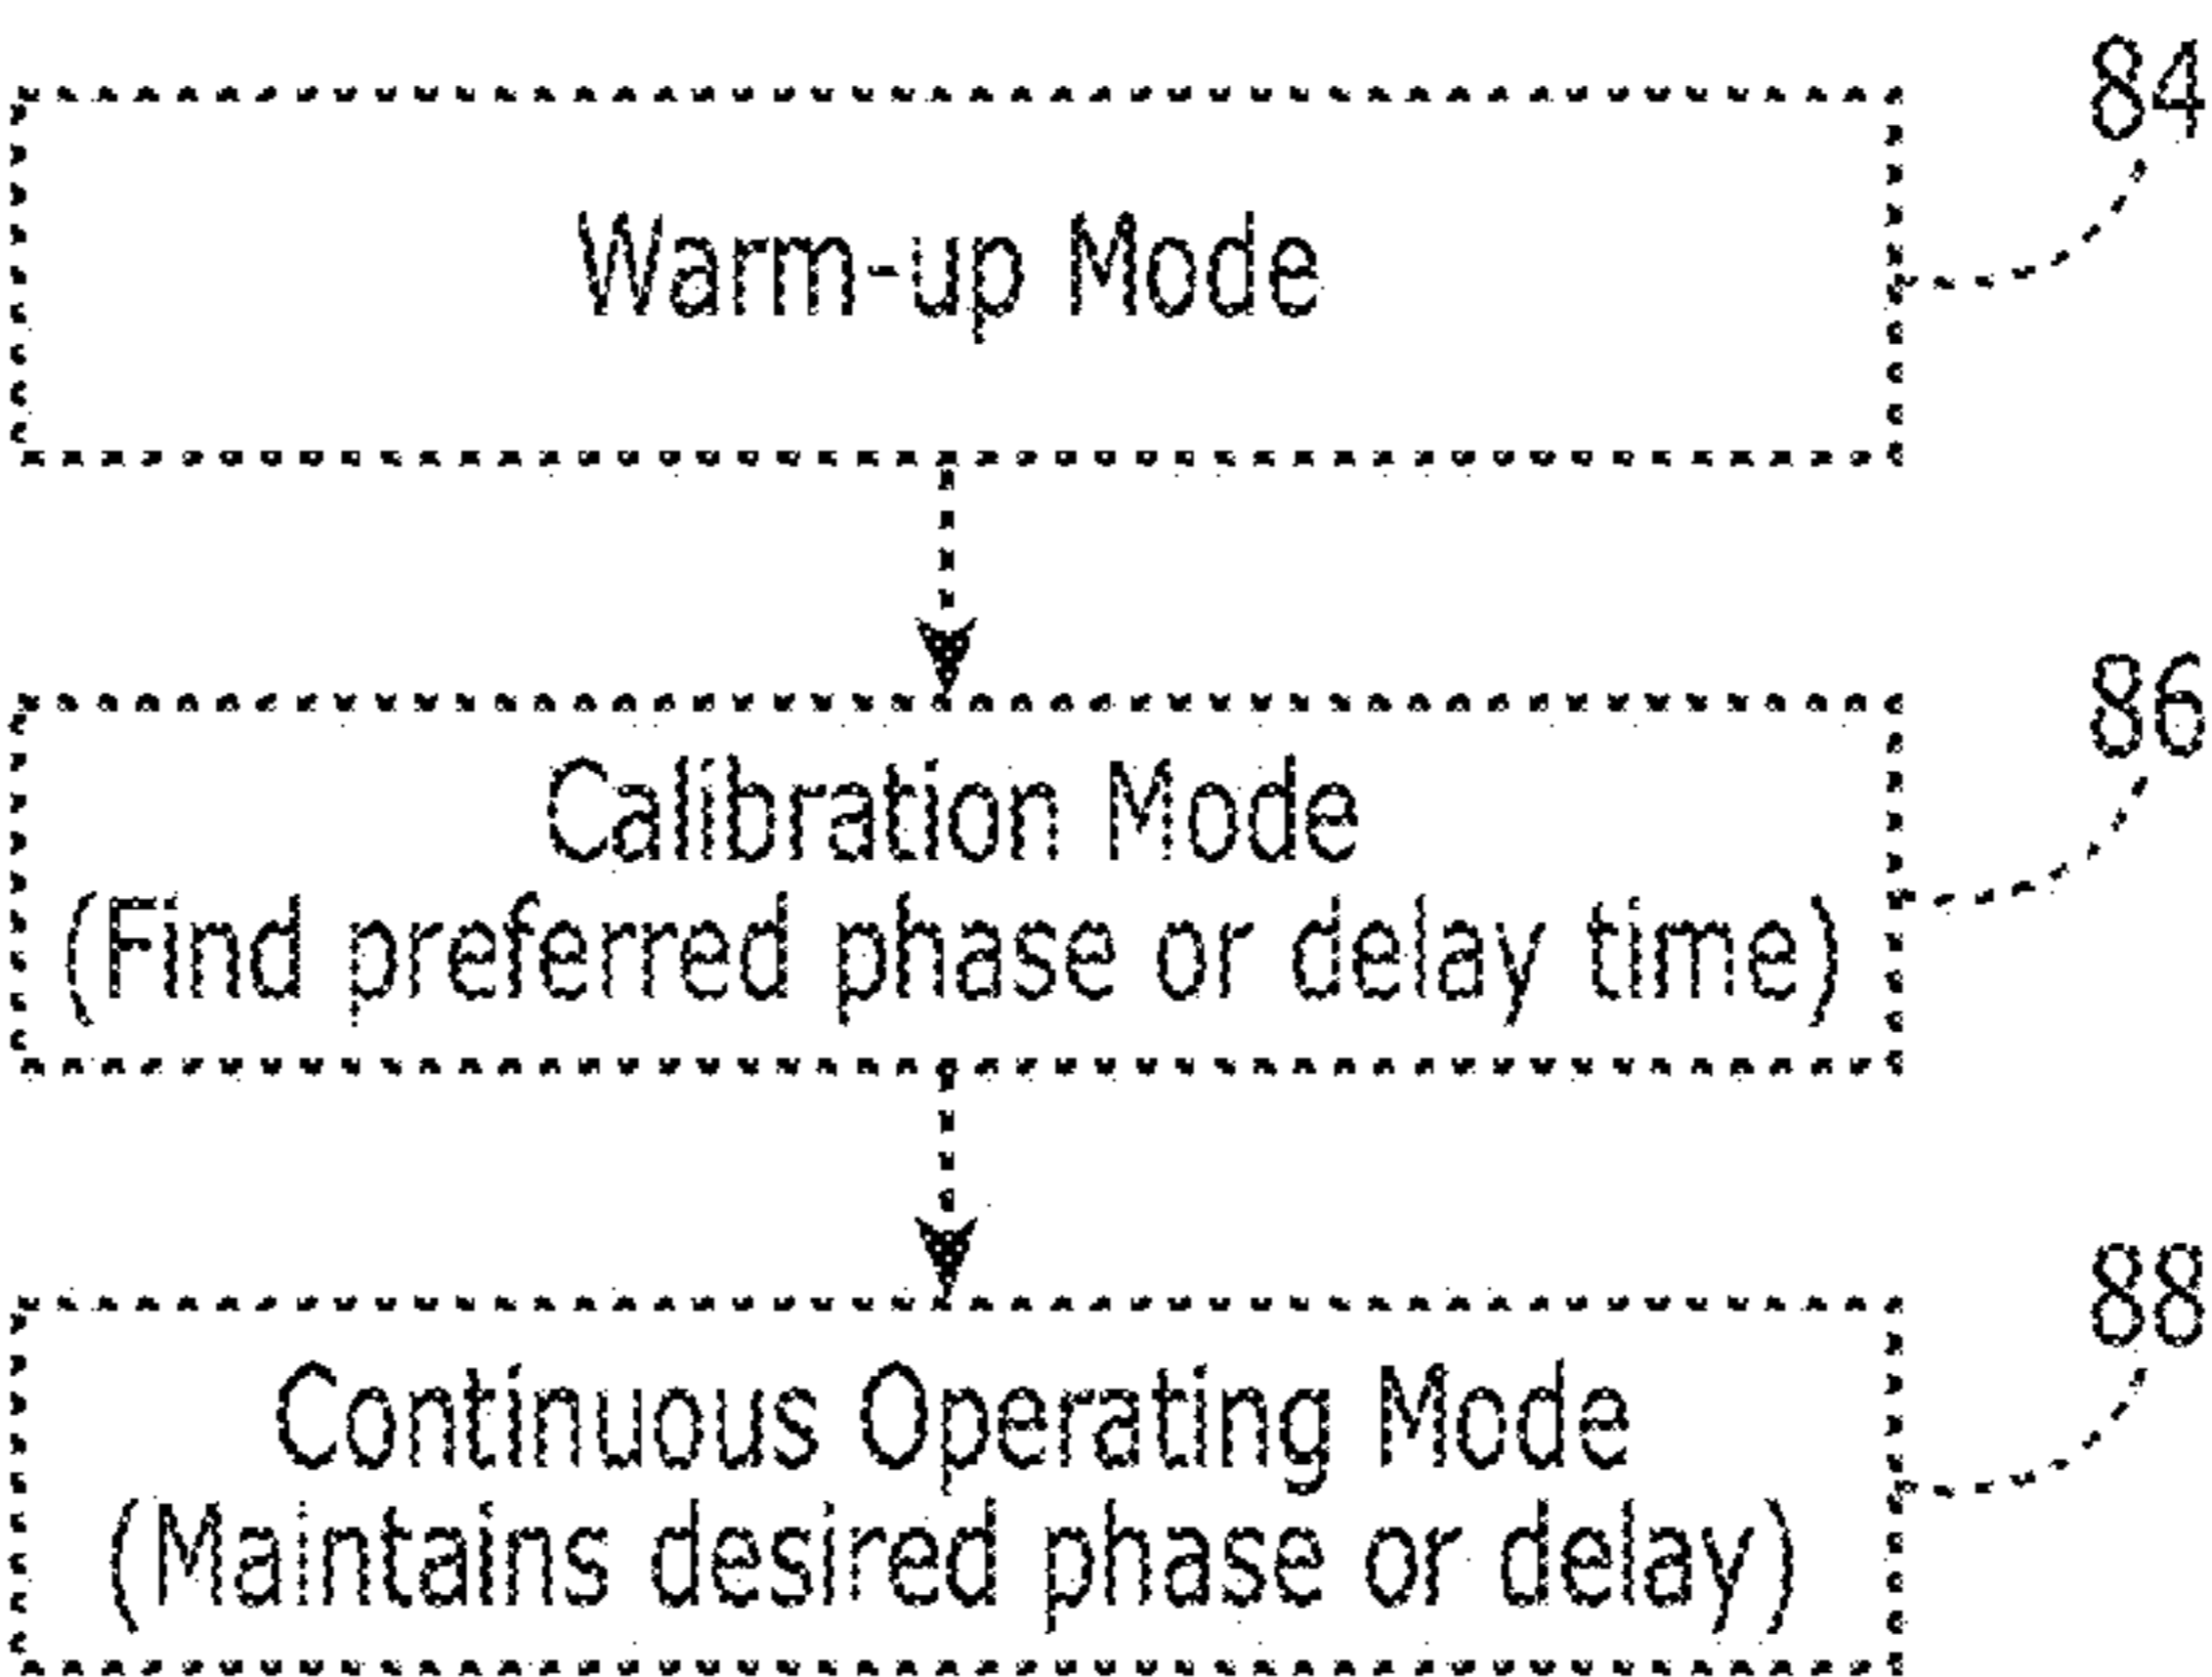 84
Warm-up Mode
86
Calibration Mode
(Find preferred phase or delay time)
88
Continuous Operating Mode
(Maintains desired phase or delay)